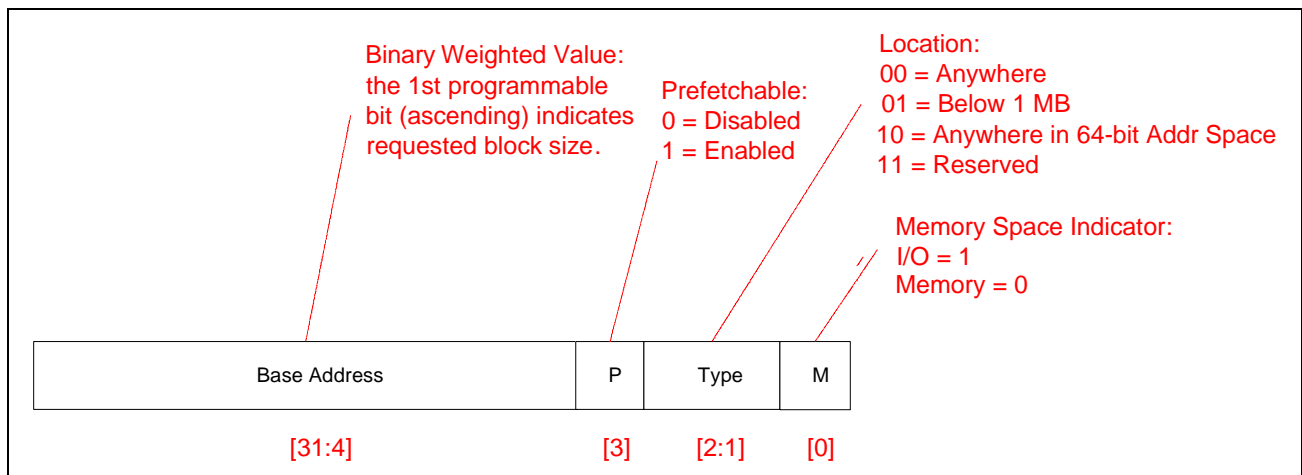 Binary Weighted Value:
the 1st programmable
bit (ascending) indicates
requested block size.
Prefetchable:
0 = Disabled
1 = Enabled
Location:
00 = Anywhere
01 = Below 1 MB
10 = Anywhere in 64-bit Addr Space
11 = Reserved
Memory Space Indicator:
I/O = 1
Memory = 0
Base Address P Type M
[31:4] [3] [2:1] [0]